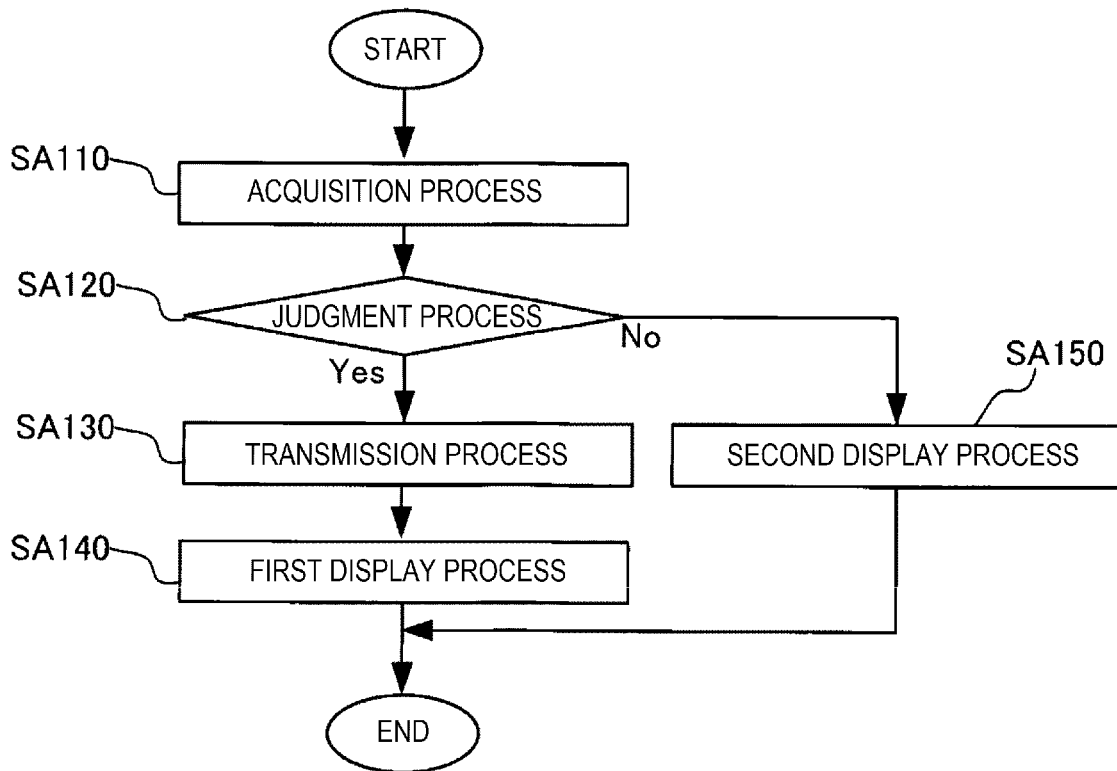 START
SA110
ACQUISITION PROCESS
SA120
JUDGMENT PROCESS
No
Yes
SA150
SA130
TRANSMISSION PROCESS
SECOND DISPLAY PROCESS
SA140
FIRST DISPLAY PROCESS
END